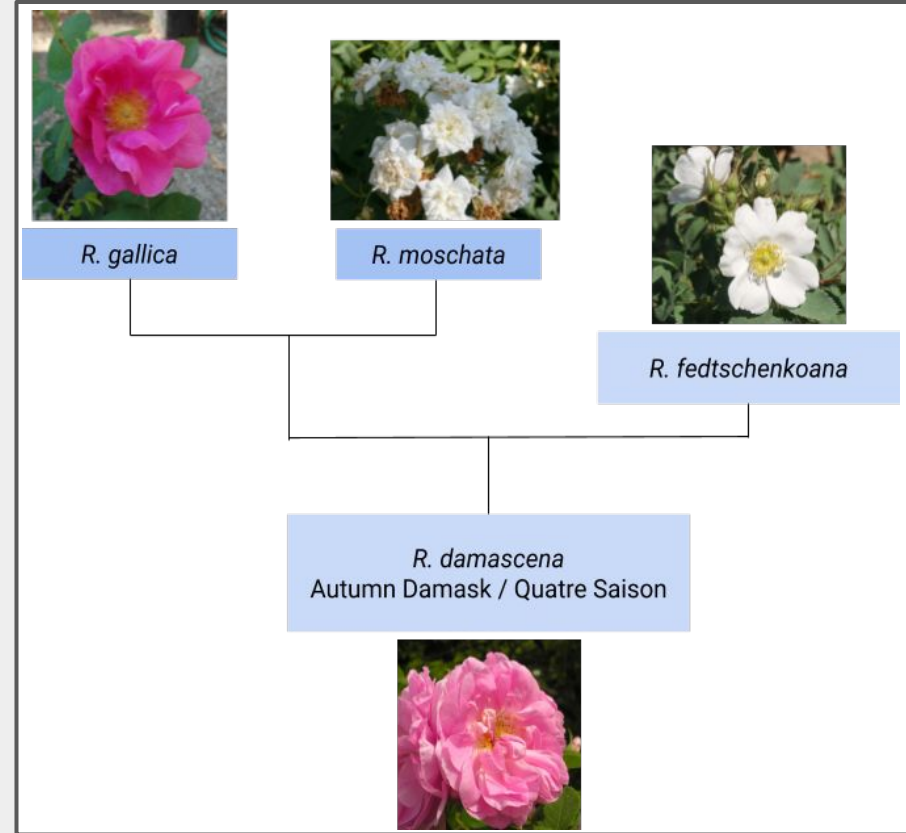 R. gallica
R. moschata
R. fedtschenkoana
R. damascena
Autumn Damask / Quatre Saison